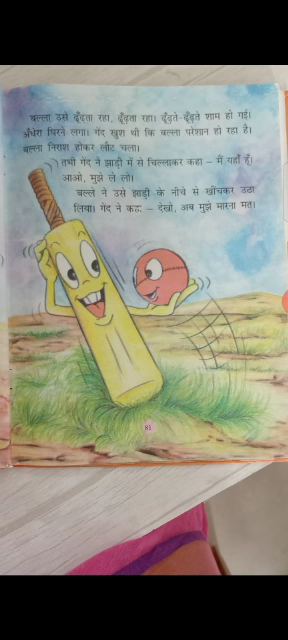 बल्ला उसे ढूँढ़ता रहा, ढूँढ़ता रहा। ढूँढ़ते-ढूँढ़ते शाम हो गई।
अँधेरा घिरने लगा। गेंद खुश थी कि बल्ला परेशान हो रहा है।
बल्ला निराश होकर लौट चला।
तभी गेंद ने झाड़ी में से चिल्लाकर कहा – मैं यहाँ हूँ।
आओ, मुझे ले लो।
बल्ले ने उसे झाड़ी के नीचे से खींचकर उठा
लिया। गेंद ने कहा – देखो, अब मुझे मारना मत।